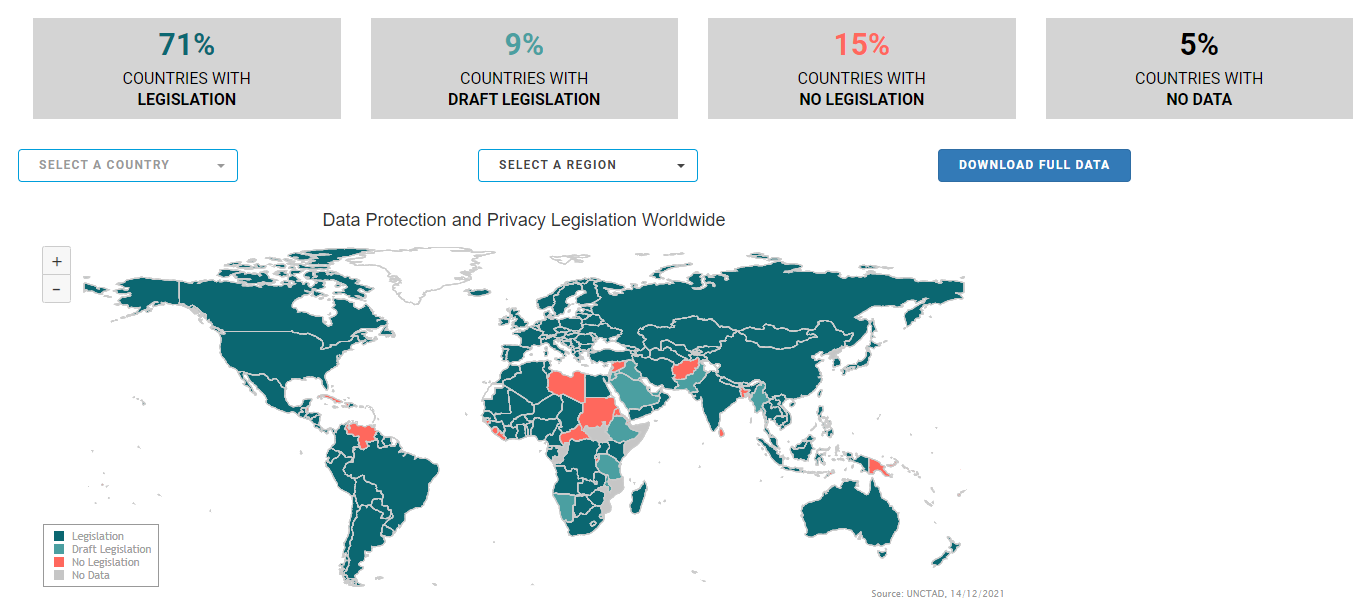 71%
COUNTRIES WITH
LEGISLATION
9%
COUNTRIES WITH
DRAFT LEGISLATION
15%
COUNTRIES WITH
NO LEGISLATION
5%
COUNTRIES WITH
NO DATA
SELECT A COUNTRY
SELECT A REGION
DOWNLOAD FULL DATA
Data Protection and Privacy Legislation Worldwide
+
−
Legislation
Draft Legislation
No Legislation
No Data
Source: UNCTAD, 14/12/2021